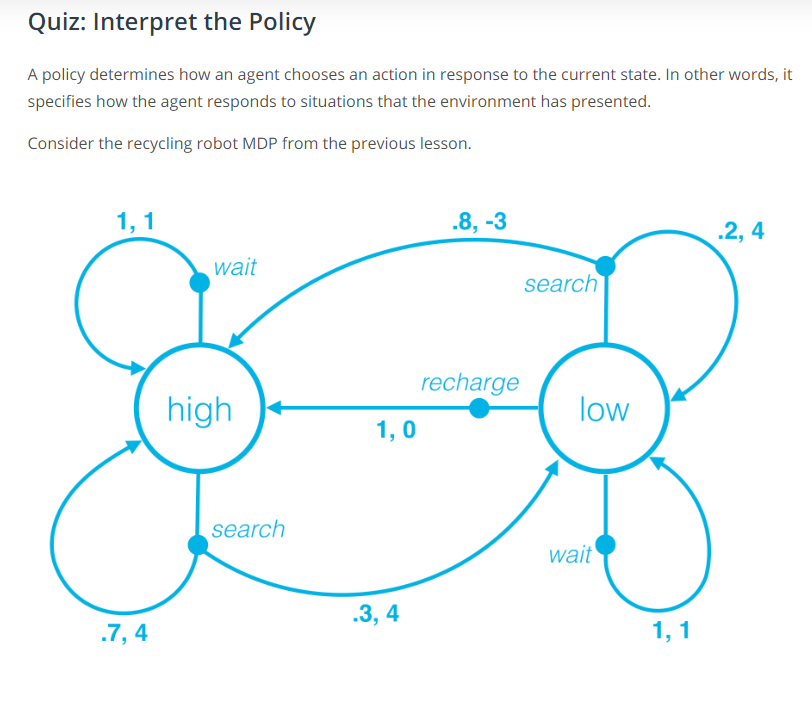 Quiz: Interpret the Policy
A policy determines how an agent chooses an action in response to the current state. In other words, it
specifies how the agent responds to situations that the environment has presented.
Consider the recycling robot MDP from the previous lesson.
1, 1
.8, -3
.2, 4
wait
search
recharge
high
low
1, 0
search
wait
.3, 4
.7, 4
1, 1